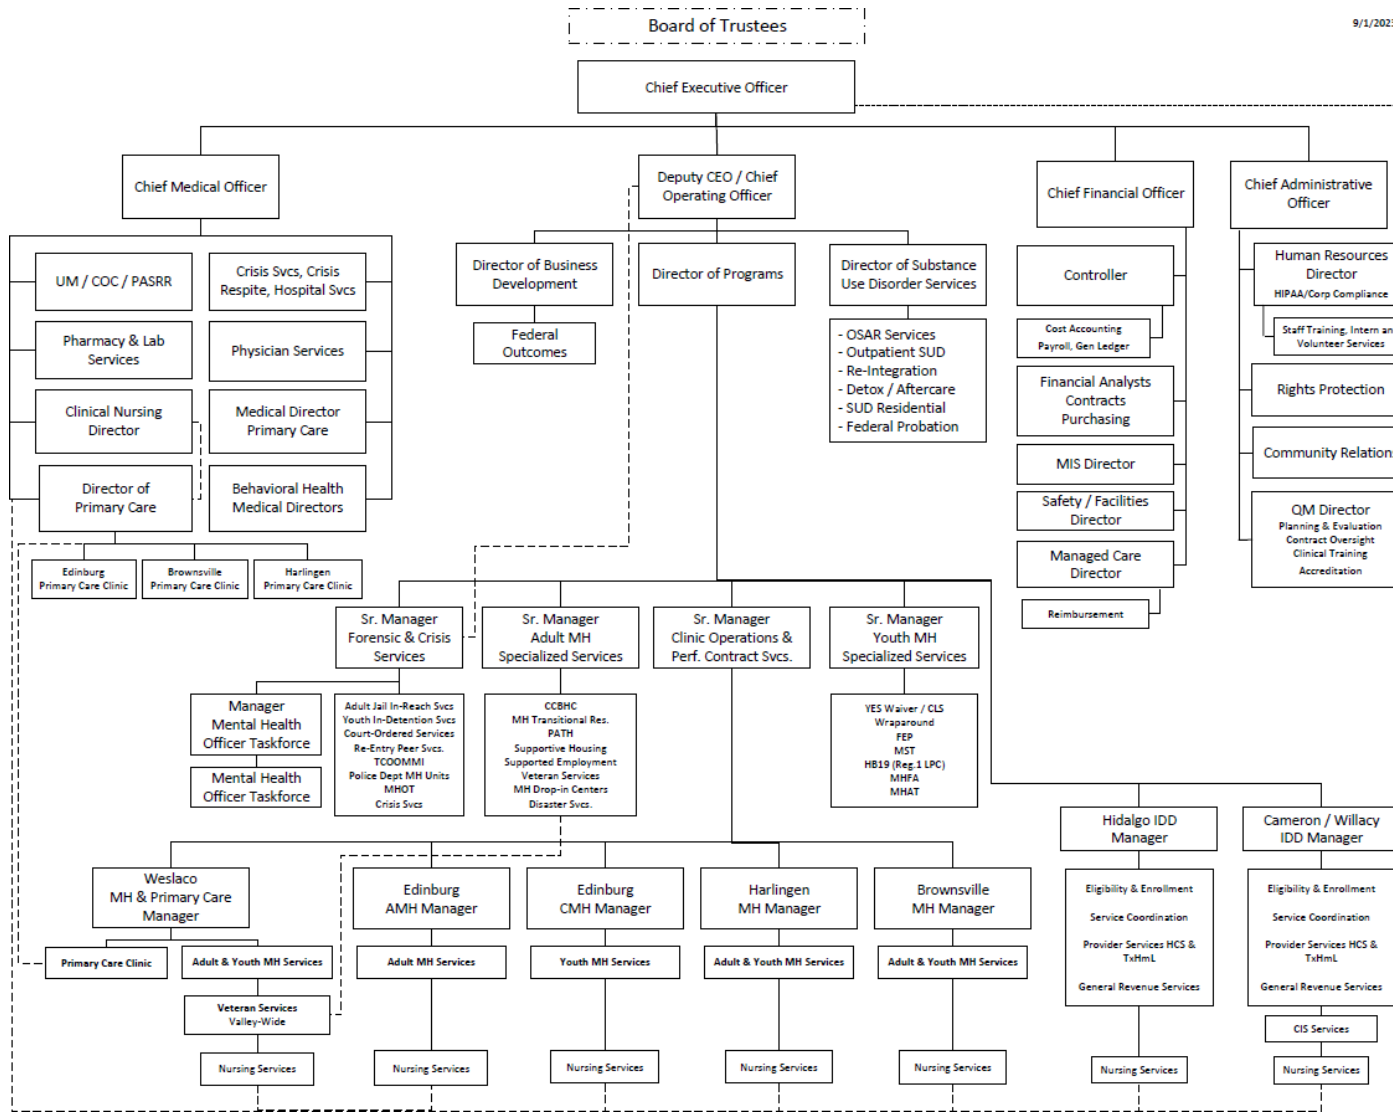 Board of Trustees
9/1/2023
Chief Executive Officer
Chief Medical Officer
Deputy CEO / Chief
Operating Officer
Chief Financial Officer
Chief Administrative
Officer
UM / COC / PASRR
Crisis Svcs, Crisis
Respite, Hospital Svcs
Pharmacy & Lab
Services
Physician Services
Clinical Nursing
Director
Medical Director
Primary Care
Director of
Primary Care
Behavioral Health
Medical Directors
Edinburg
Primary Care Clinic
Brownsville
Primary Care Clinic
Harlingen
Primary Care Clinic
Director of Business
Development
Federal
Outcomes
Director of Programs
Director of Substance
Use Disorder Services
- OSAR Services
- Outpatient SUD
- Re-Integration
- Detox / Aftercare
- SUD Residential
- Federal Probation
Controller
Cost Accounting
Payroll, Gen Ledger
Financial Analysts
Contracts
Purchasing
MIS Director
Safety / Facilities
Director
Managed Care
Director
Reimbursement
Human Resources
Director
HIPAA/Corp Compliance
Staff Training, Intern an
Volunteer Services
Rights Protection
Community Relation
QM Director
Planning & Evaluation
Contract Oversight
Clinical Training
Accreditation
Sr. Manager
Forensic & Crisis
Services
Sr. Manager
Adult MH
Specialized Services
Sr. Manager
Clinic Operations &
Perf. Contract Svcs.
Sr. Manager
Youth MH
Specialized Services
Manager
Mental Health
Officer Taskforce
Mental Health
Officer Taskforce
Adult Jail In-Reach Svcs
Youth In-Detention Svcs
Court-Ordered Services
Re-Entry Peer Svcs.
TCOOMMI
Police Dept MH Units
MHOT
Crisis Svcs
CCBHC
MH Transitional Res.
PATH
Supportive Housing
Supported Employment
Veteran Services
MH Drop-in Centers
Disaster Svcs.
YES Waiver / CLS
Wraparound
FEP
MST
HB19 (Reg.1 LPC)
MHFA
MHAT
Hidalgo IDD
Manager
Cameron / Willacy
IDD Manager
Weslaco
MH & Primary Care
Manager
Edinburg
AMH Manager
Edinburg
CMH Manager
Harlingen
MH Manager
Brownsville
MH Manager
Eligibility & Enrollment
Service Coordination
Provider Services HCS &
TxHmL
General Revenue Services
Eligibility & Enrollment
Service Coordination
Provider Services HCS &
TxHmL
General Revenue Services
Primary Care Clinic
Adult & Youth MH Services
Adult MH Services
Youth MH Services
Adult & Youth MH Services
Adult & Youth MH Services
Veteran Services
Valley-Wide
CIS Services
Nursing Services
Nursing Services
Nursing Services
Nursing Services
Nursing Services
Nursing Services
Nursing Services